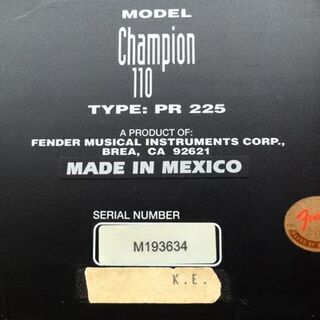 MODEL
Champion
110
TYPE: PR 225
A PRODUCT OF:
FENDER MUSICAL INSTRUMENTS CORP.,
BREA, CA 92621
MADE IN MEXICO
SERIAL NUMBER
M193634
K.E.